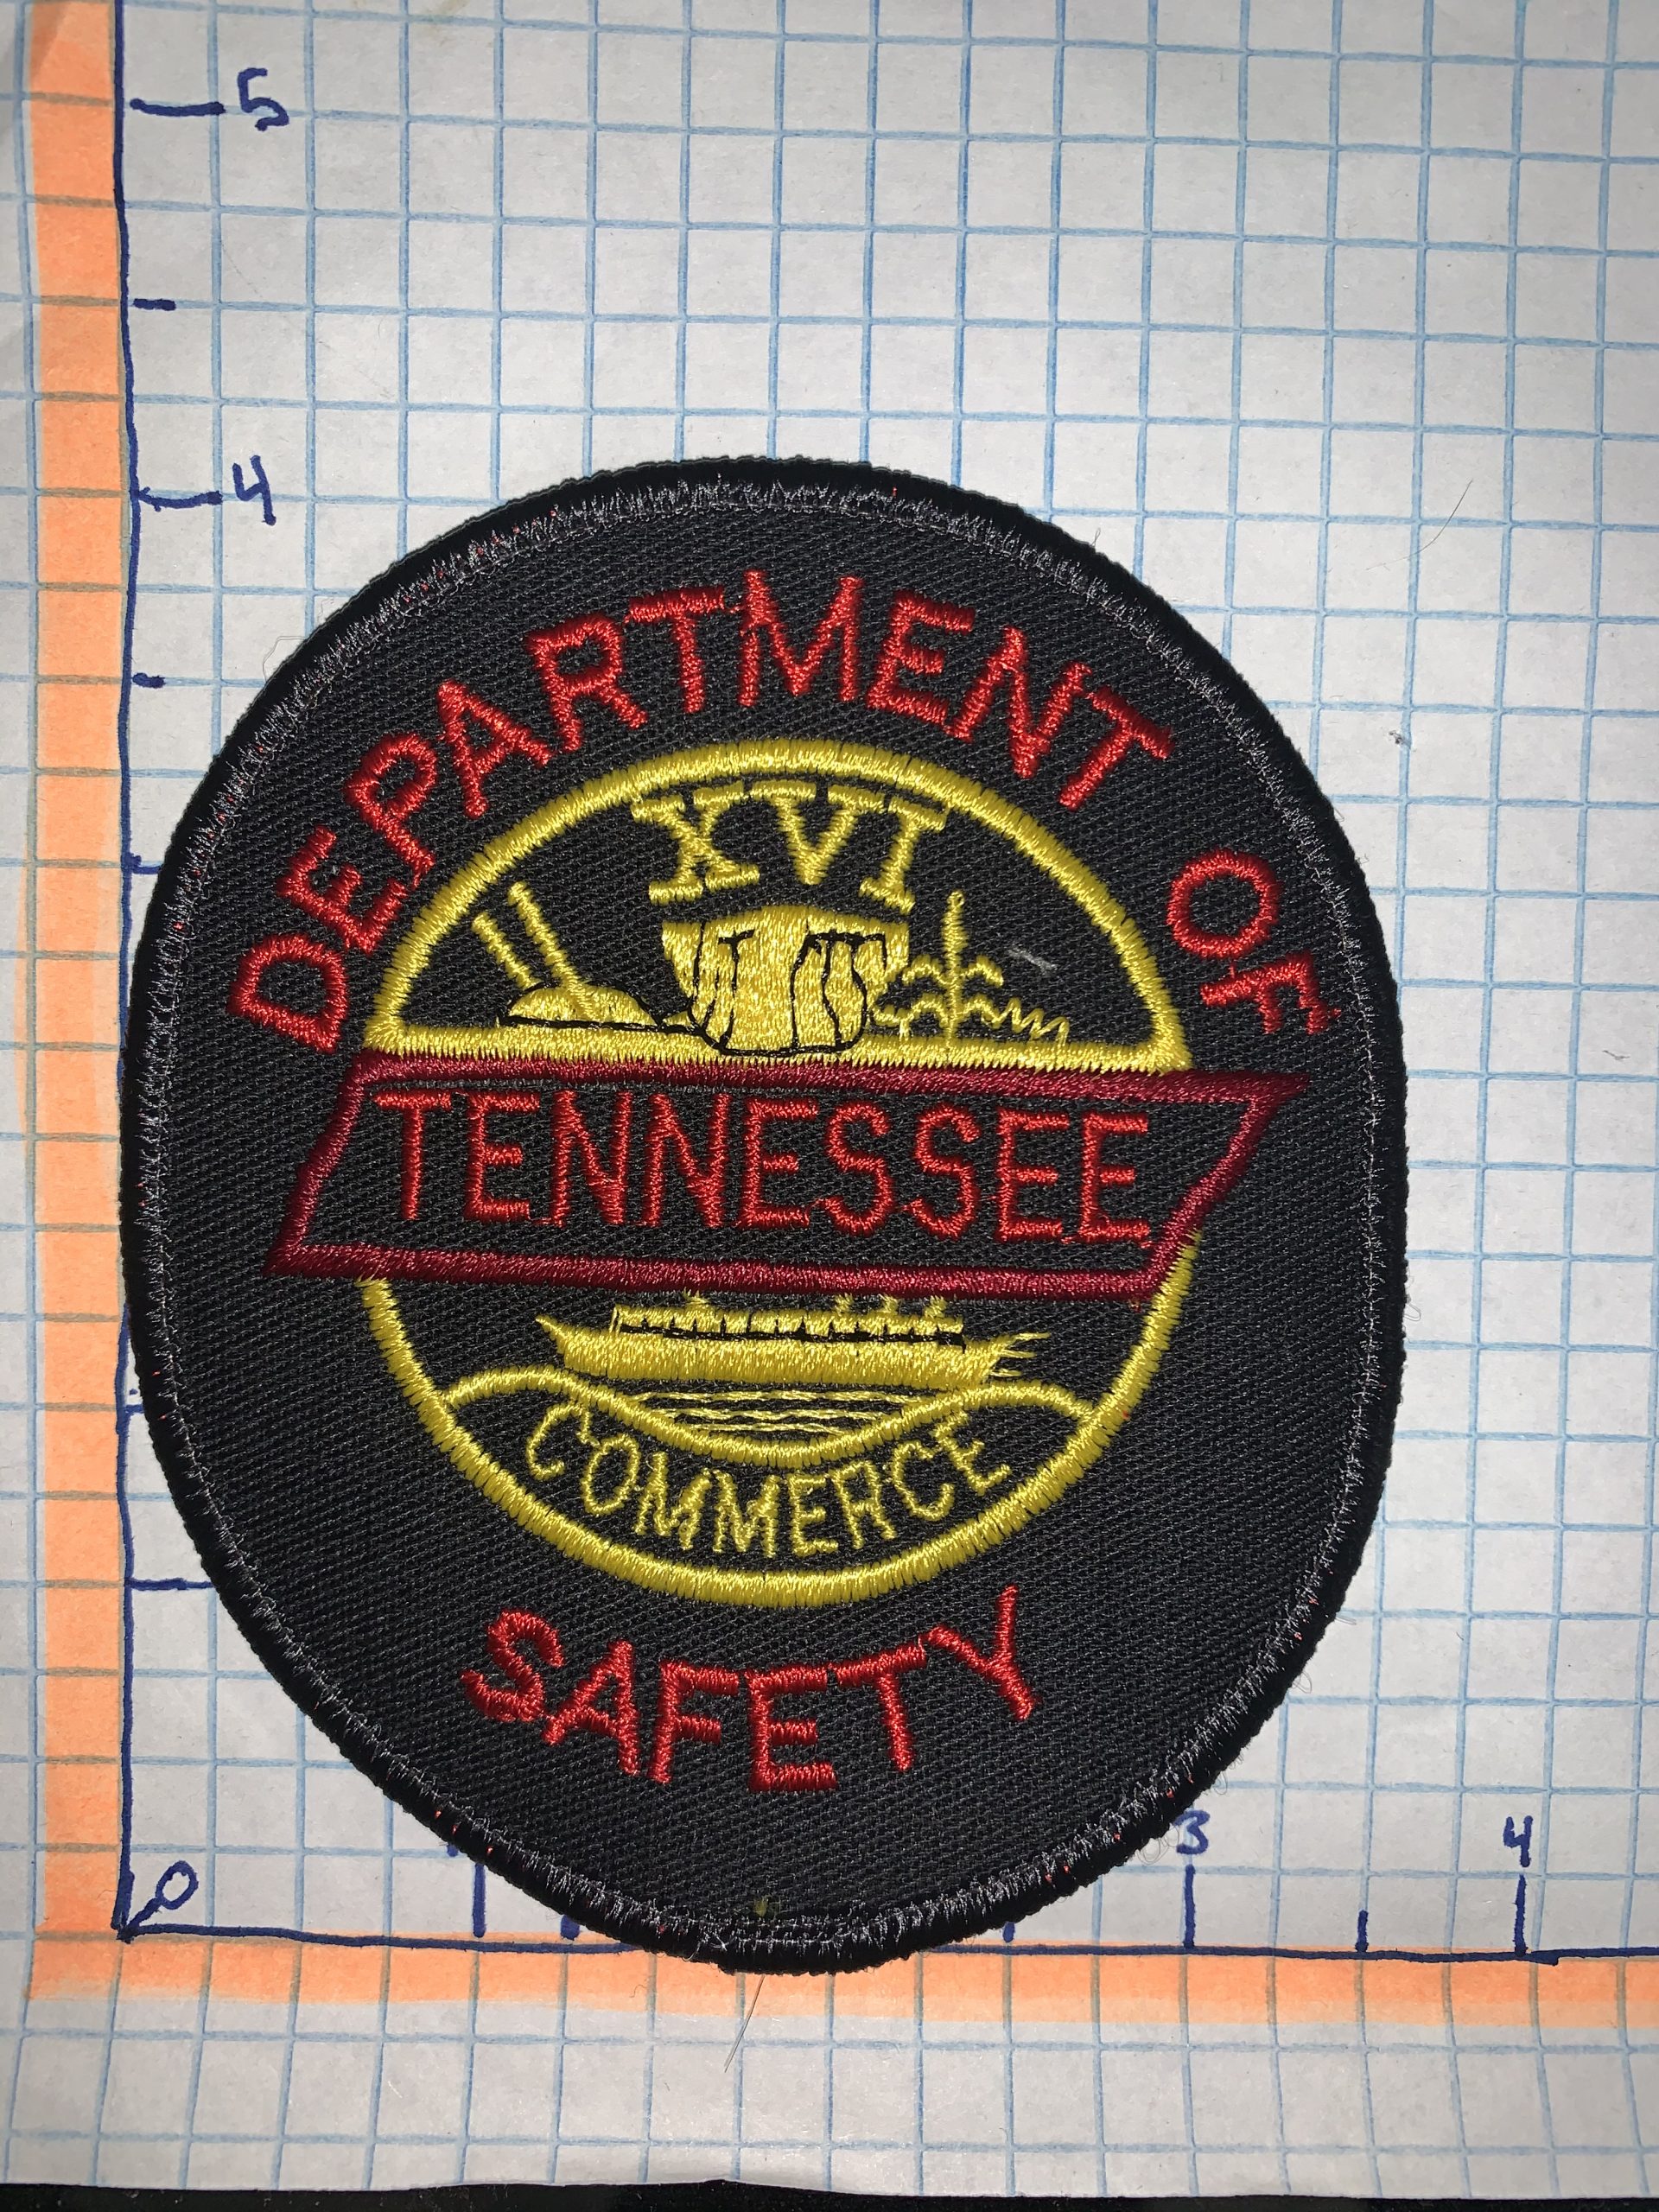 5
4
DEPARTMENT OF
XVI
TENNESSEE
COMMERCE
SAFETY
0
3
4